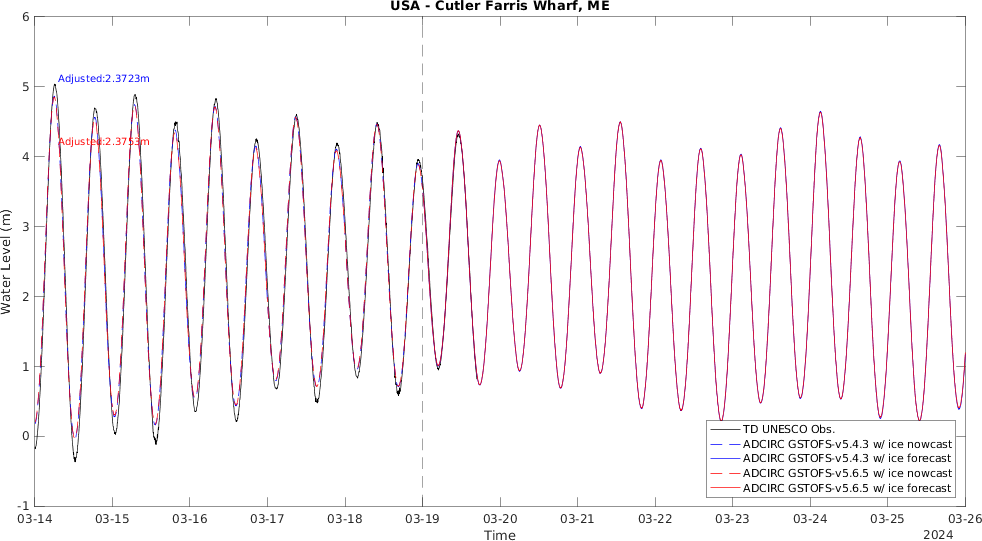 USA - Cutler Farris Wharf, ME
6
5
4
3
2
1
0
-1
Water Level (m)
Adjusted:2.3723m
Adjusted:2.3753m
TD UNESCO Obs.
ADCIRC GSTOFS-v5.4.3 w/ ice nowcast
ADCIRC GSTOFS-v5.4.3 w/ ice forecast
ADCIRC GSTOFS-v5.6.5 w/ ice nowcast
ADCIRC GSTOFS-v5.6.5 w/ ice forecast
03-14 03-15 03-16 03-17 03-18 03-19 03-20 03-21 03-22 03-23 03-24 03-25 03-26
Time
2024